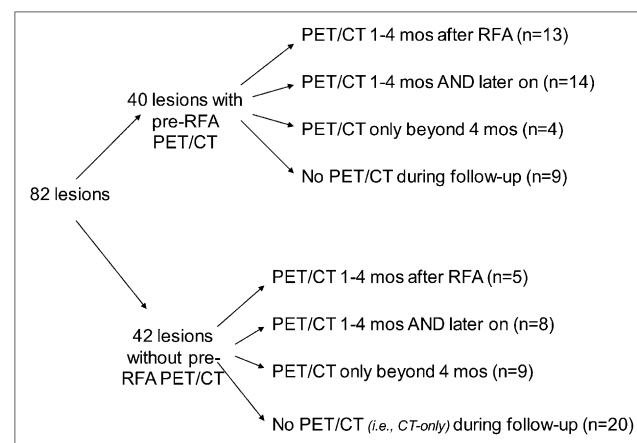 PET/CT 1-4 mos after RFA (n=13)
PET/CT 1-4 mos AND later on (n=14)
40 lesions with
pre-RFA
PET/CT
PET/CT only beyond 4 mos (n=4)
No PET/CT during follow-up (n=9)
82 lesions
PET/CT 1-4 mos after RFA (n=5)
PET/CT 1-4 mos AND later on (n=8)
42 lesions
without pre-
RFA PET/CT
PET/CT only beyond 4 mos (n=9)
No PET/CT (i.e., CT-only) during follow-up (n=20)